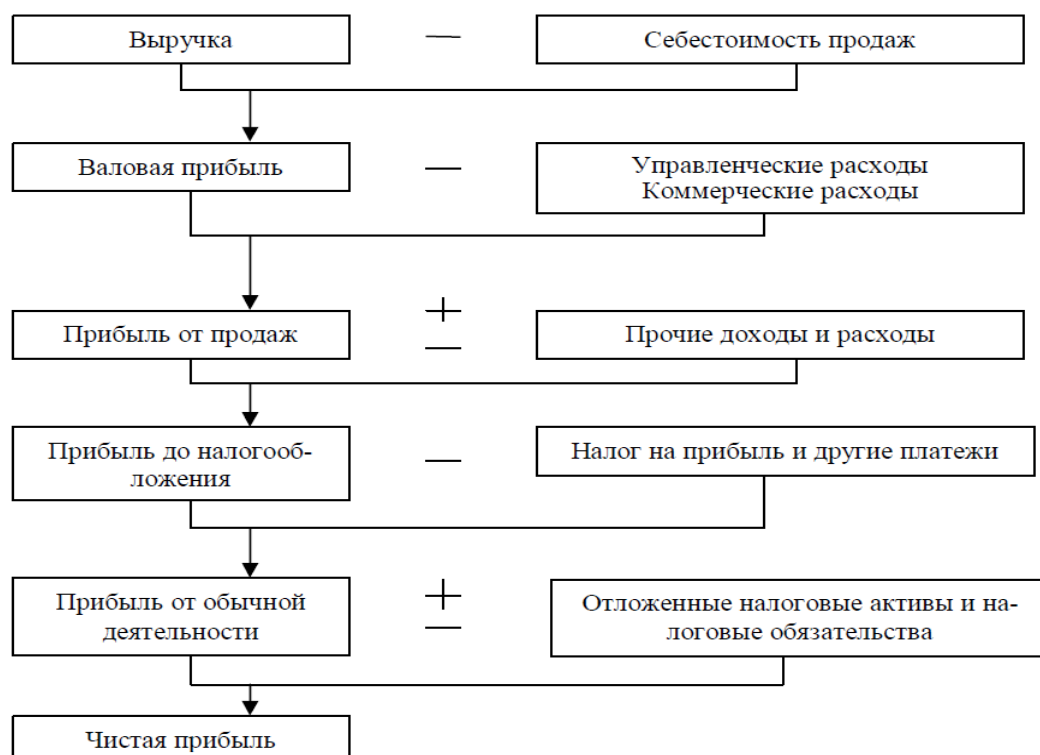 Выручка
—
Себестоимость продаж
Валовая прибыль
—
Управленческие расходы
Коммерческие расходы
Прибыль от продаж
+
—
Прочие доходы и расходы
Прибыль до налогооб-
ложения
—
Налог на прибыль и другие платежи
Прибыль от обычной
деятельности
+
—
Отложенные налоговые активы и на-
логовые обязательства
Чистая прибыль